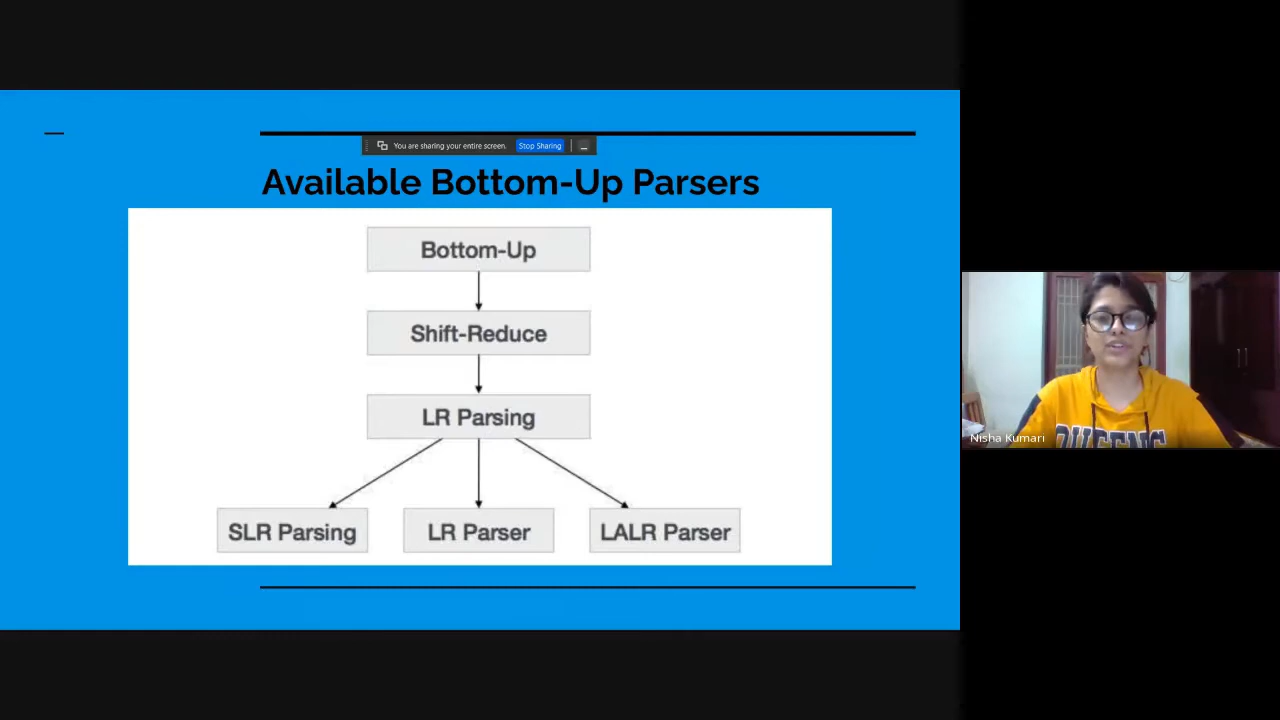 You are sharing your entire screen. Stop Sharing
Available Bottom-Up Parsers
Bottom-Up
Shift-Reduce
LR Parsing
SLR Parsing LR Parser LALR Parser
QUEENS
Nisha Kumari